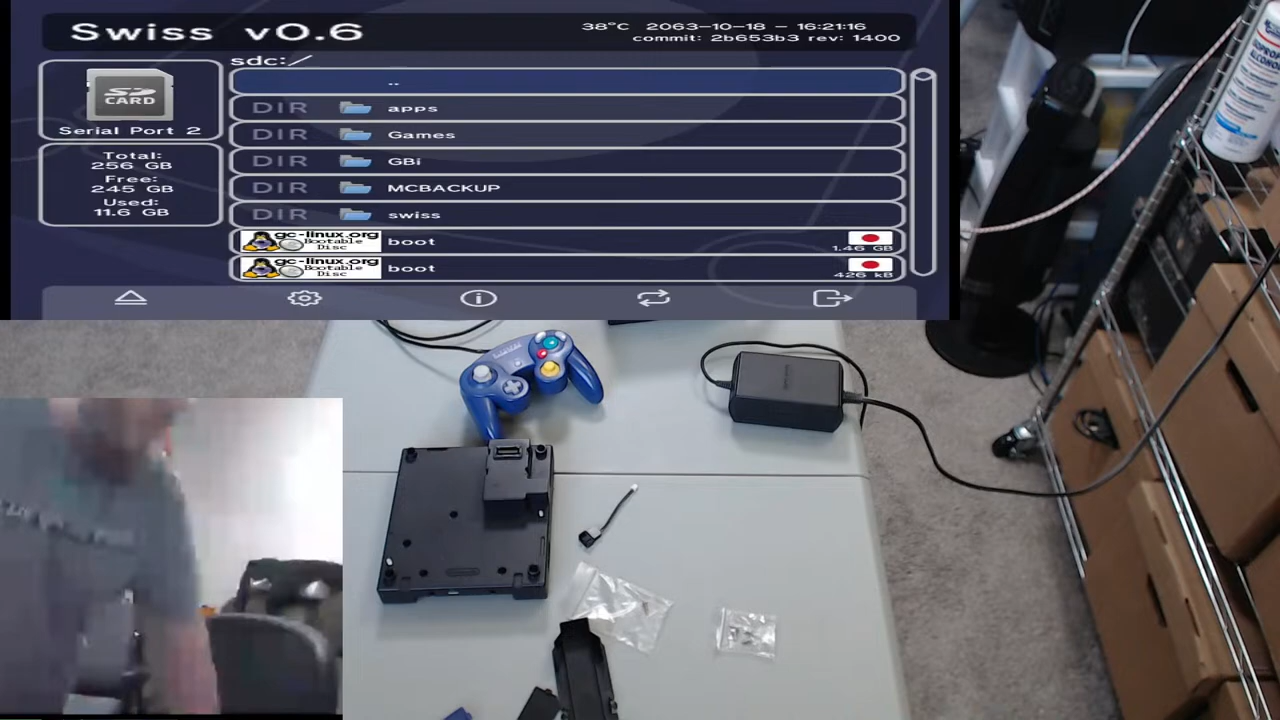 Swiss v0.6
38°C 2063-10-18 - 16:21:16
commit: 2b653b3 rev: 1400
sdc:/
SD
CARD
Serial Port 2
Total:
256 GB
Free:
245 GB
Used:
11.6 GB
..
DIR apps
DIR Games
DIR GBi
DIR MCBACKUP
DIR swiss
gc-linux.org
Bootable
Disc
boot
1.46 GB
gc-linux.org
Bootable
Disc
boot
426 kB
ISOPROPYL
ALCOHOL